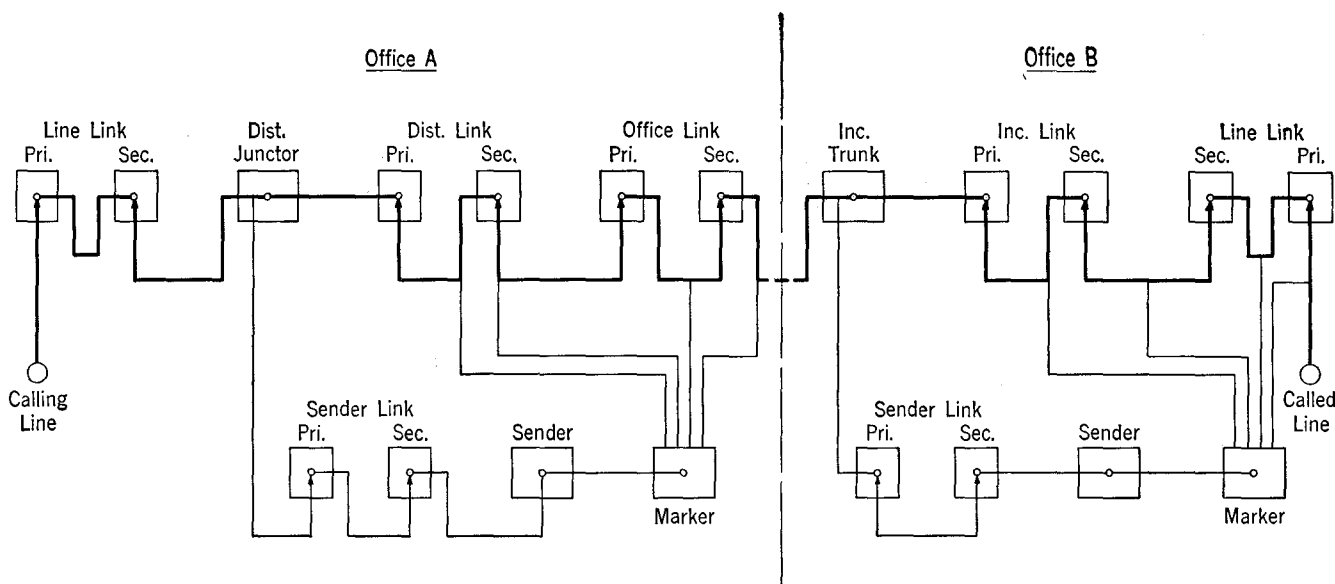 Office A
Office B
Line Link
Pri. Sec.
Dist.
Junctor
Dist. Link
Pri. Sec.
Office Link
Pri. Sec.
Inc.
Trunk
Inc. Link
Pri. Sec.
Line Link
Sec. Pri.
Calling
Line
Sender Link
Pri. Sec.
Sender
Marker
Sender Link
Pri. Sec.
Sender
Marker
Called
Line